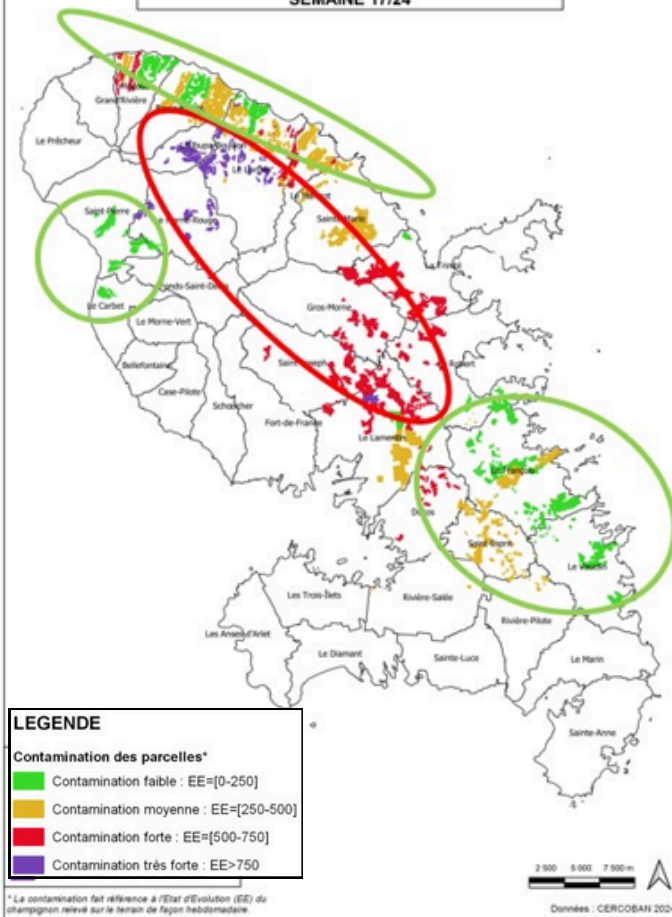 SEMAINE 17/24
Grand'Rivière
Le Prêcheur
Le Lorrain
Le Marigot
Sainte-Marie
Saint-Pierre
La Trinité
Le Carbet
Gros-Morne
Le Morne-Vert
Bellefontaine
Saint-Joseph
Robert
Case-Pilote
Schoelcher
Fort-de-France
Le Lamentin
Le François
Ducos
Saint-Esprit
Le Vauclin
Les Trois-Îlets
Rivière-Salée
Rivière-Pilote
Les Anses-d'Arlet
Le Diamant
Sainte-Luce
Le Marin
Sainte-Anne
LEGENDE
Contamination des parcelles*
Contamination faible : EE=[0-250]
Contamination moyenne : EE=[250-500]
Contamination forte : EE=[500-750]
Contamination très forte : EE>750
2 500 5 000 7 500 m
* La contamination fait référence à l'Etat d'Evolution (EE) du
champignon relevé sur le terrain de façon hebdomadaire.
Données : CERCOBAN 2024